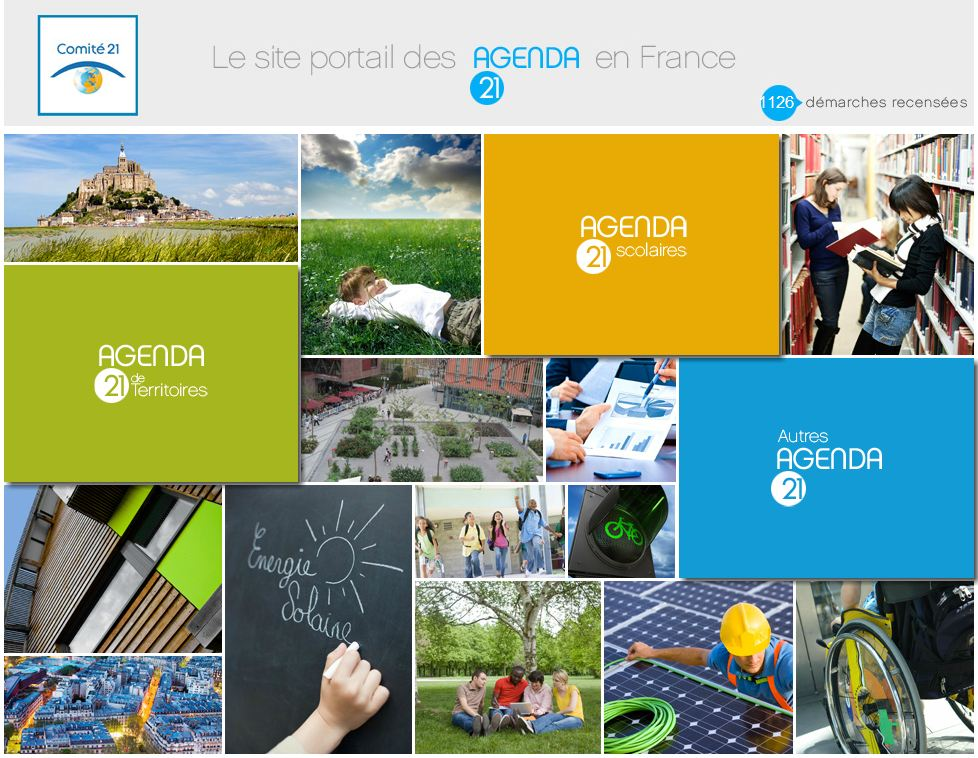 Comité 21
Le site portail des AGENDA 21 en France
1126 démarches recensées
AGENDA
21 scolaires
AGENDA
21 de Territoires
Autres
AGENDA
21
Énergie
Solaire